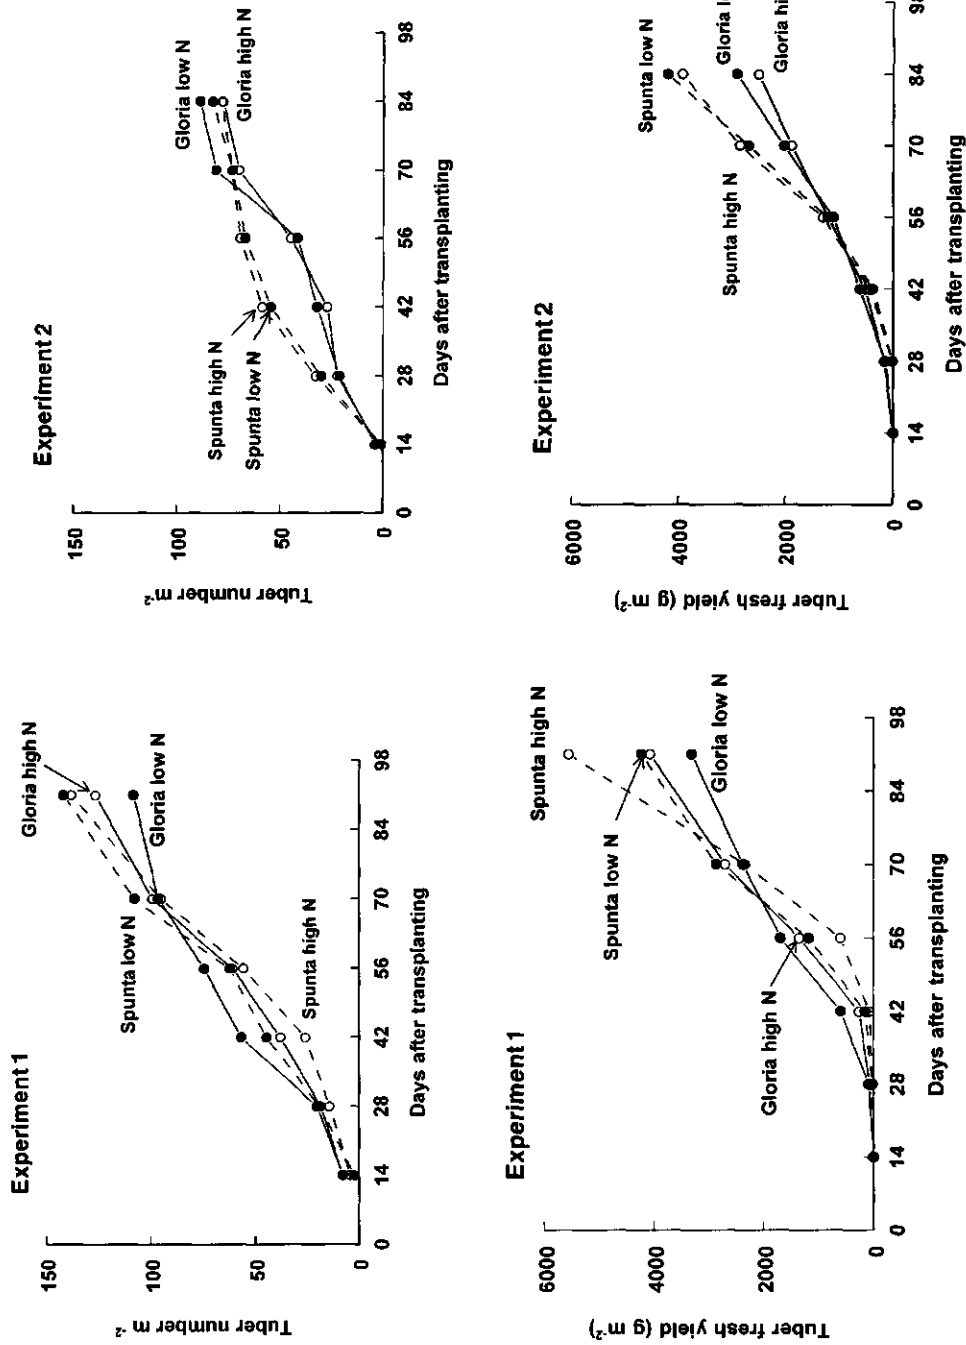 Experiment 1
Tuber number m-2
150
100
50
0
0 14 28 42 56 70 84 98
Days after transplanting
Gloria high N
Gloria low N
Spunta low N
Spunta high N
Experiment 2
Tuber number m-2
150
100
50
0
0 14 28 42 56 70 84 98
Days after transplanting
Gloria low N
Gloria high N
Spunta high N
Spunta low N
Experiment 1
Tuber fresh yield (g m-2)
6000
4000
2000
0
0 14 28 42 56 70 84 98
Days after transplanting
Spunta high N
Spunta low N
Gloria low N
Gloria high N
Experiment 2
Tuber fresh yield (g m-2)
6000
4000
2000
0
0 14 28 42 56 70 84 98
Days after transplanting
Spunta low N
Gloria l
Gloria hi
Spunta high N